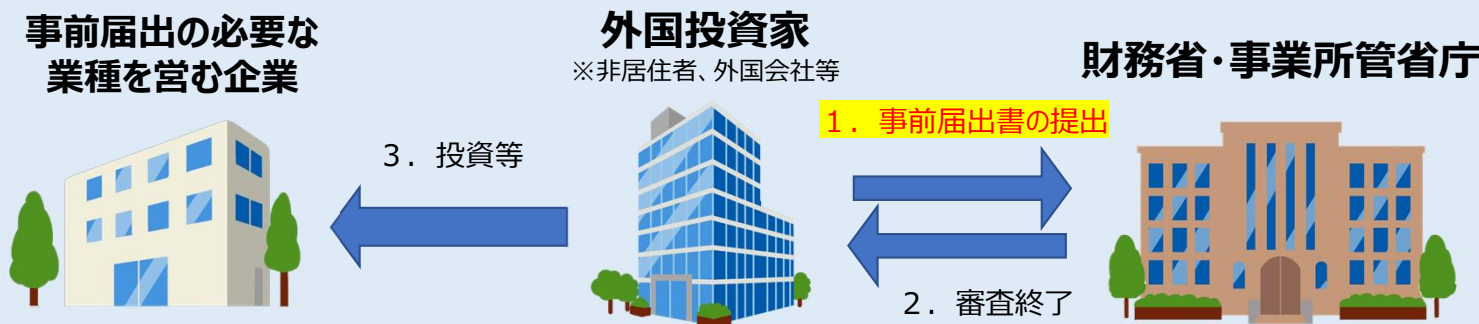 事前届出の必要な
業種を営む企業
外国投資家
※非居住者、外国会社等
財務省・事業所管省庁
１．事前届出書の提出
３．投資等
２．審査終了